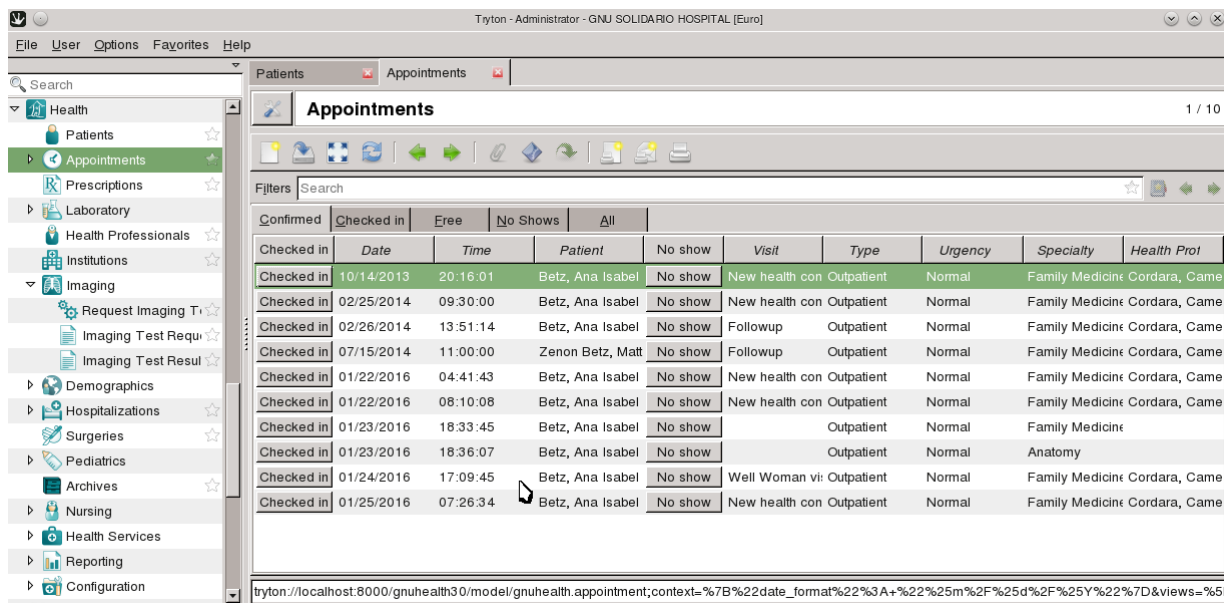 Tryton - Administrator - GNU SOLIDARIO HOSPITAL [Euro]
File User Options Favorites Help
Search
Health
Patients
Appointments
Prescriptions
Laboratory
Health Professionals
Institutions
Imaging
Request Imaging T
Imaging Test Requ
Imaging Test Resul
Demographics
Hospitalizations
Surgeries
Pediatrics
Archives
Nursing
Health Services
Reporting
Configuration
Patients Appointments
Appointments 1 / 10
Filters Search
Confirmed Checked in Free No Shows All
Checked in Date Time Patient No show Visit Type Urgency Specialty Health Prof
Checked in 10/14/2013 20:16:01 Betz, Ana Isabel No show New health con Outpatient Normal Family Medicine Cordara, Came
Checked in 02/25/2014 09:30:00 Betz, Ana Isabel No show New health con Outpatient Normal Family Medicine Cordara, Came
Checked in 02/26/2014 13:51:14 Betz, Ana Isabel No show Followup Outpatient Normal Family Medicine Cordara, Came
Checked in 07/15/2014 11:00:00 Zenon Betz, Matt No show Followup Outpatient Normal Family Medicine Cordara, Came
Checked in 01/22/2016 04:41:43 Betz, Ana Isabel No show New health con Outpatient Normal Family Medicine Cordara, Came
Checked in 01/22/2016 08:10:08 Betz, Ana Isabel No show New health con Outpatient Normal Family Medicine Cordara, Came
Checked in 01/23/2016 18:33:45 Betz, Ana Isabel No show Outpatient Normal Family Medicine
Checked in 01/23/2016 18:36:07 Betz, Ana Isabel No show Outpatient Normal Anatomy
Checked in 01/24/2016 17:09:45 Betz, Ana Isabel No show Well Woman vi Outpatient Normal Family Medicine Cordara, Came
Checked in 01/25/2016 07:26:34 Betz, Ana Isabel No show New health con Outpatient Normal Family Medicine Cordara, Came
tryton://localhost:8000/gnuhealth30/model/gnuhealth.appointment;context=%7B%22date_format%22%3A+%22%25m%2F%25d%2F%25Y%22%7D&views=%5